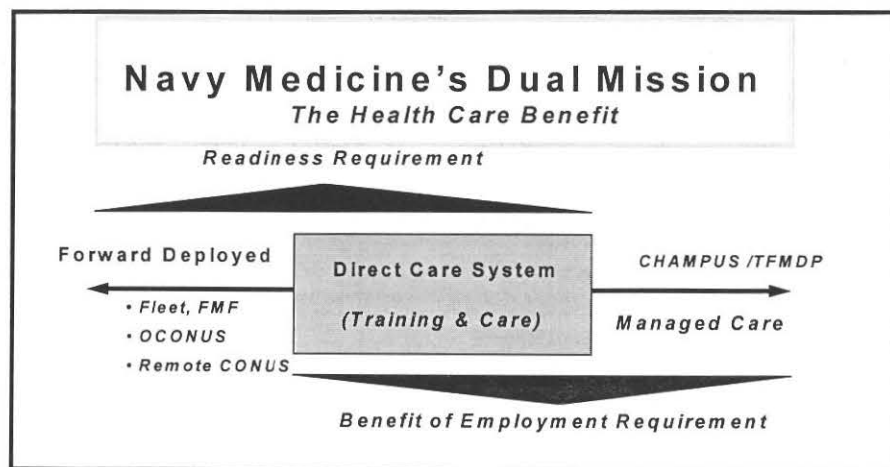 Navy Medicine's Dual Mission
The Health Care Benefit
Readiness Requirement
Forward Deployed
• Fleet, FMF
• OCONUS
• Remote CONUS
Direct Care System
(Training & Care)
CHAMPUS /TFMDP
Managed Care
Benefit of Employment Requirement